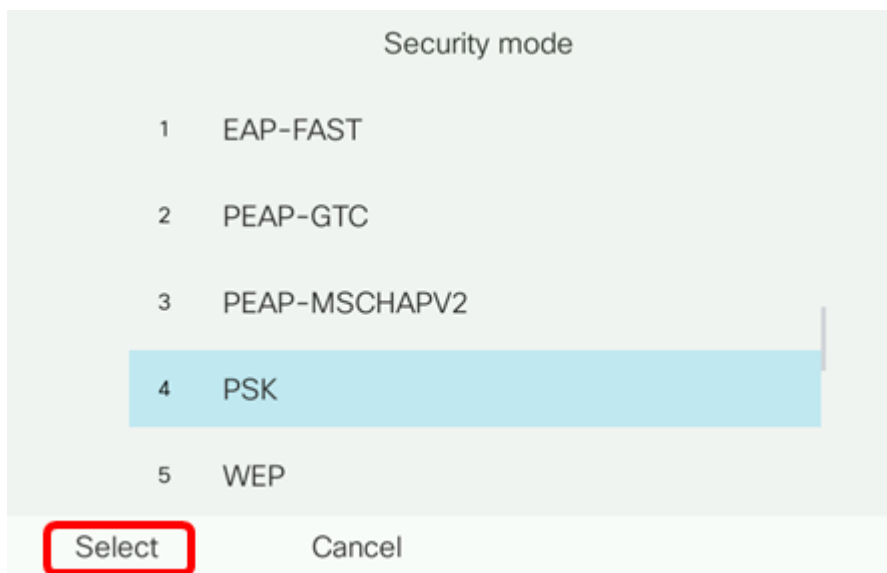 Security mode
1 EAP-FAST
2 PEAP-GTC
3 PEAP-MSCHAPV2
4 PSK
5 WEP
Select Cancel